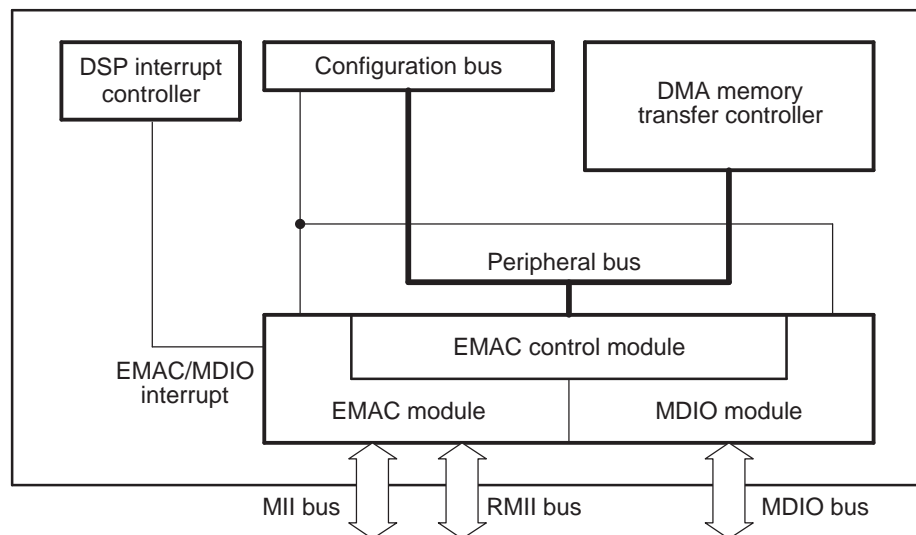 DSP interrupt
controller
Configuration bus
DMA memory
transfer controller
Peripheral bus
EMAC control module
EMAC/MDIO
interrupt
EMAC module
MDIO module
MII bus
RMII bus
MDIO bus